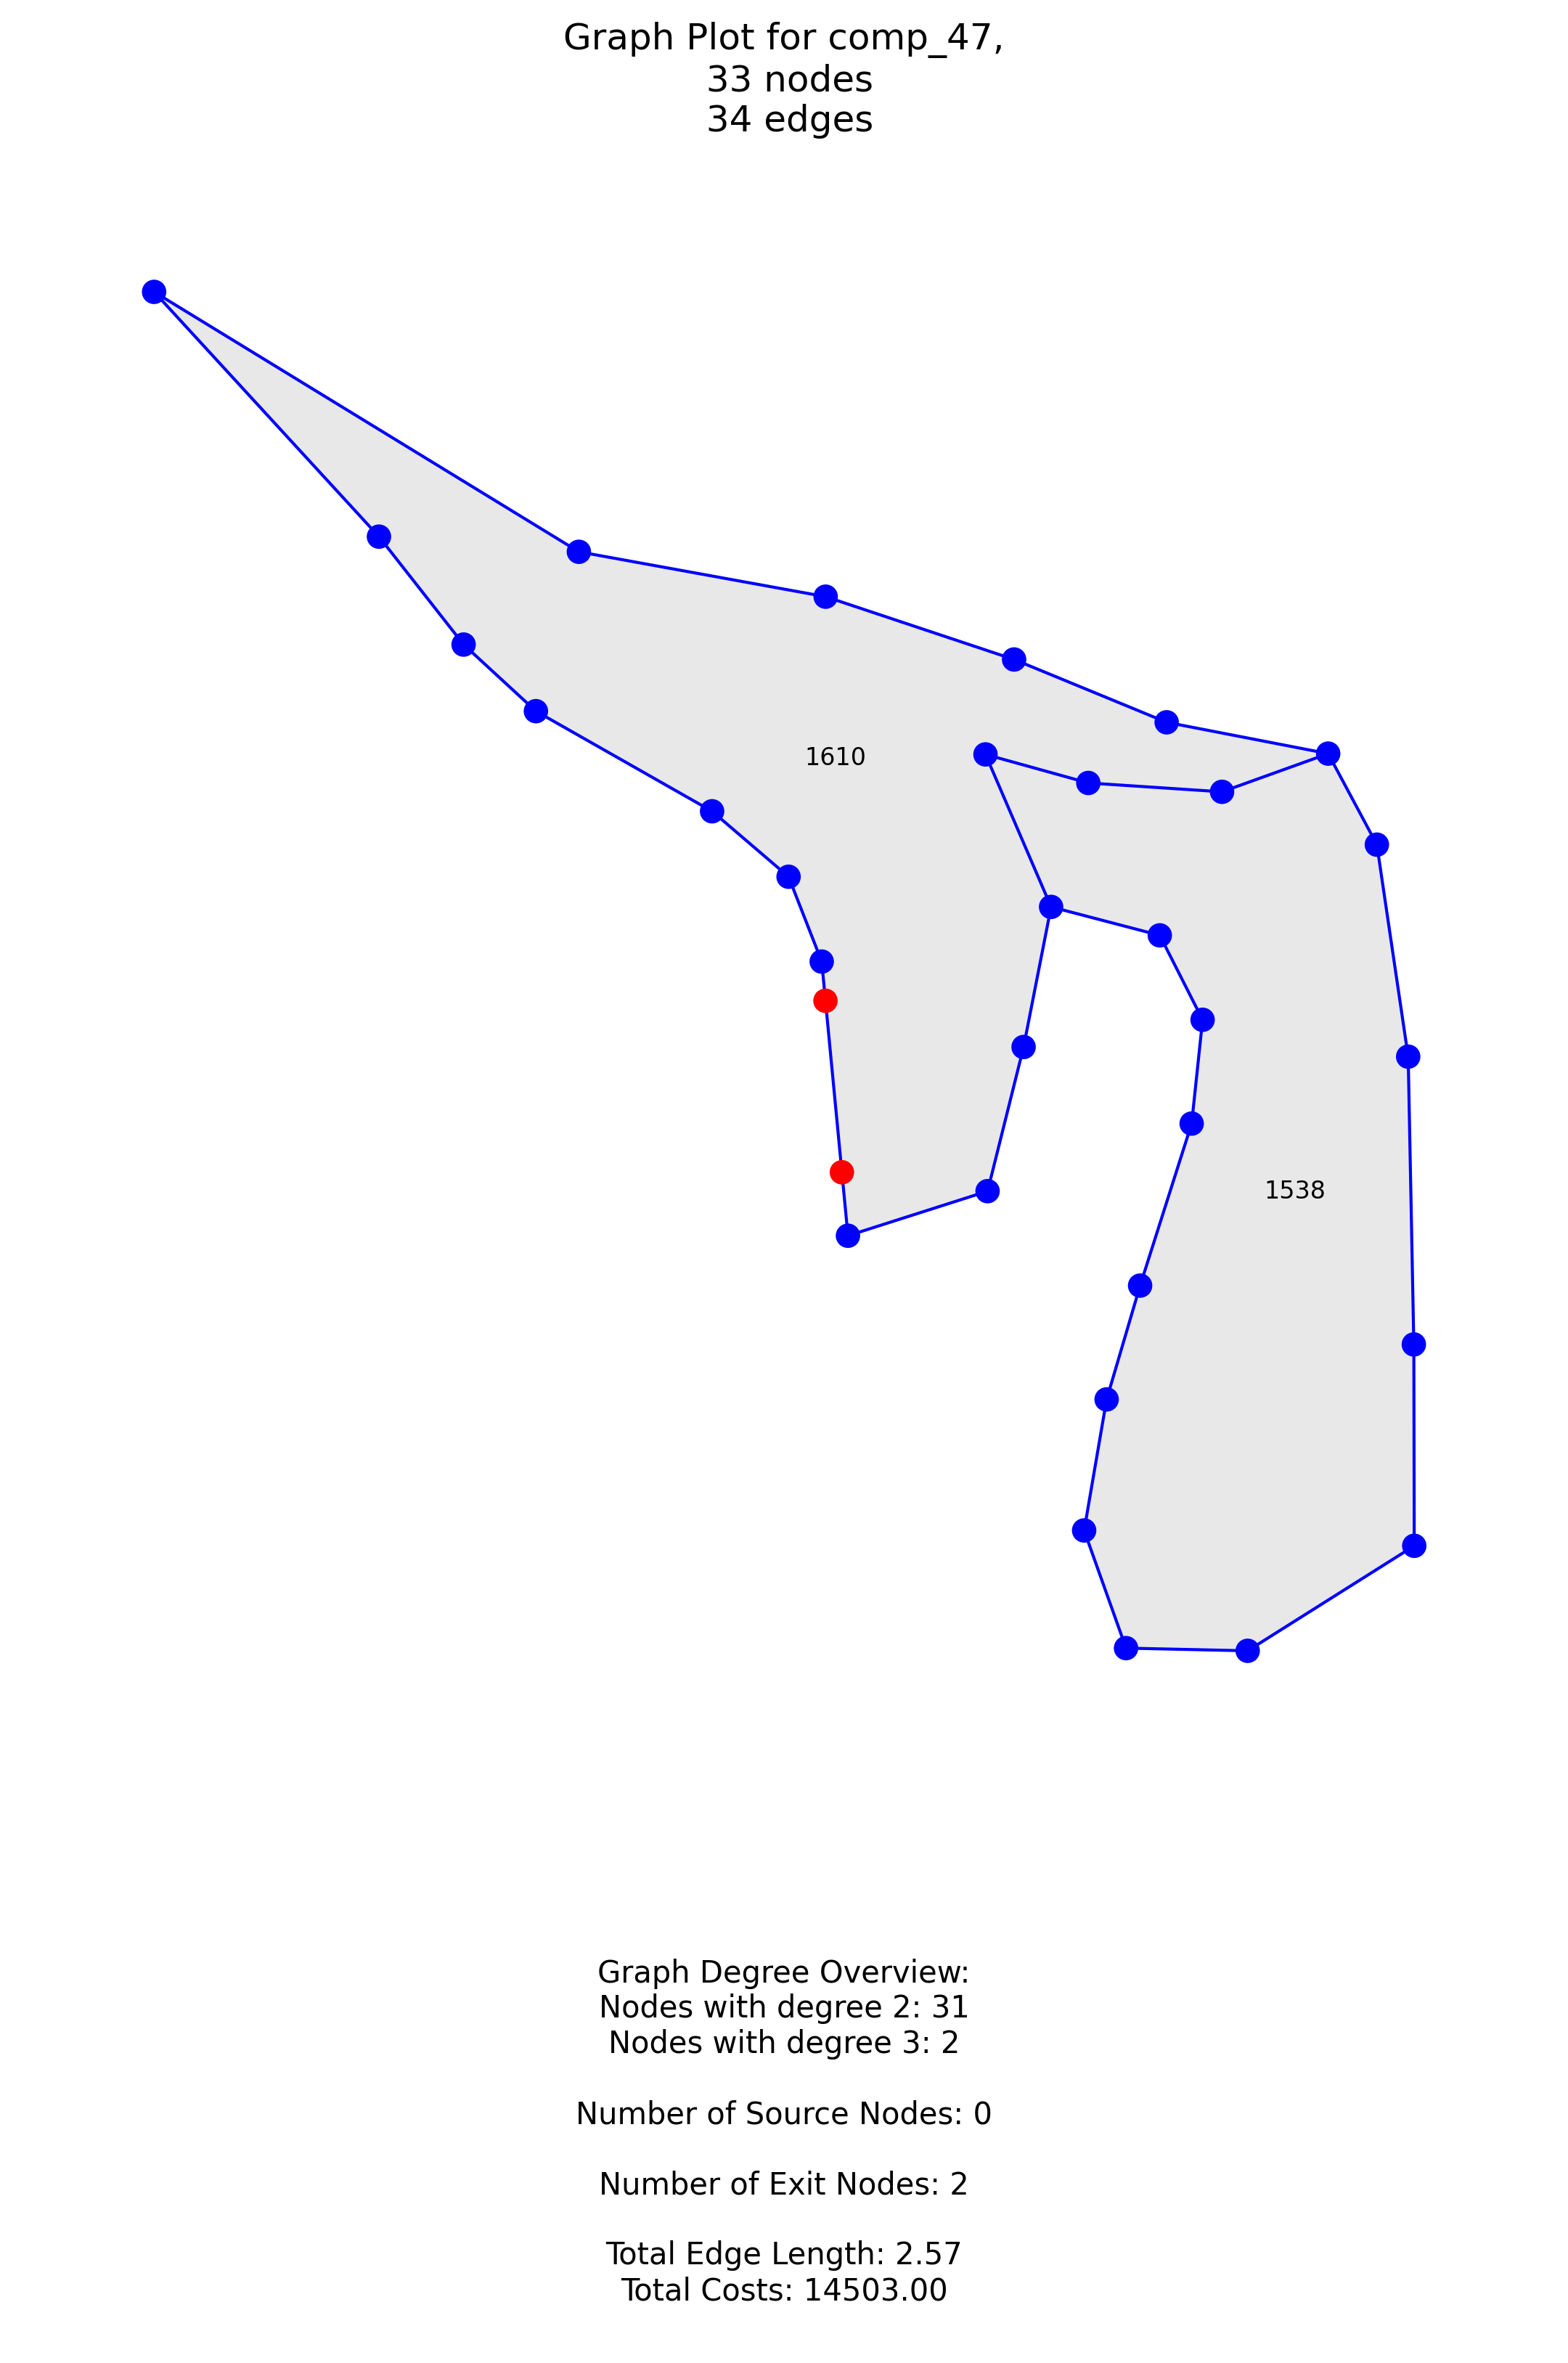 Graph Plot for comp_47,
33 nodes
34 edges
1610
1538
Graph Degree Overview:
Nodes with degree 2: 31
Nodes with degree 3: 2
Number of Source Nodes: 0
Number of Exit Nodes: 2
Total Edge Length: 2.57
Total Costs: 14503.00